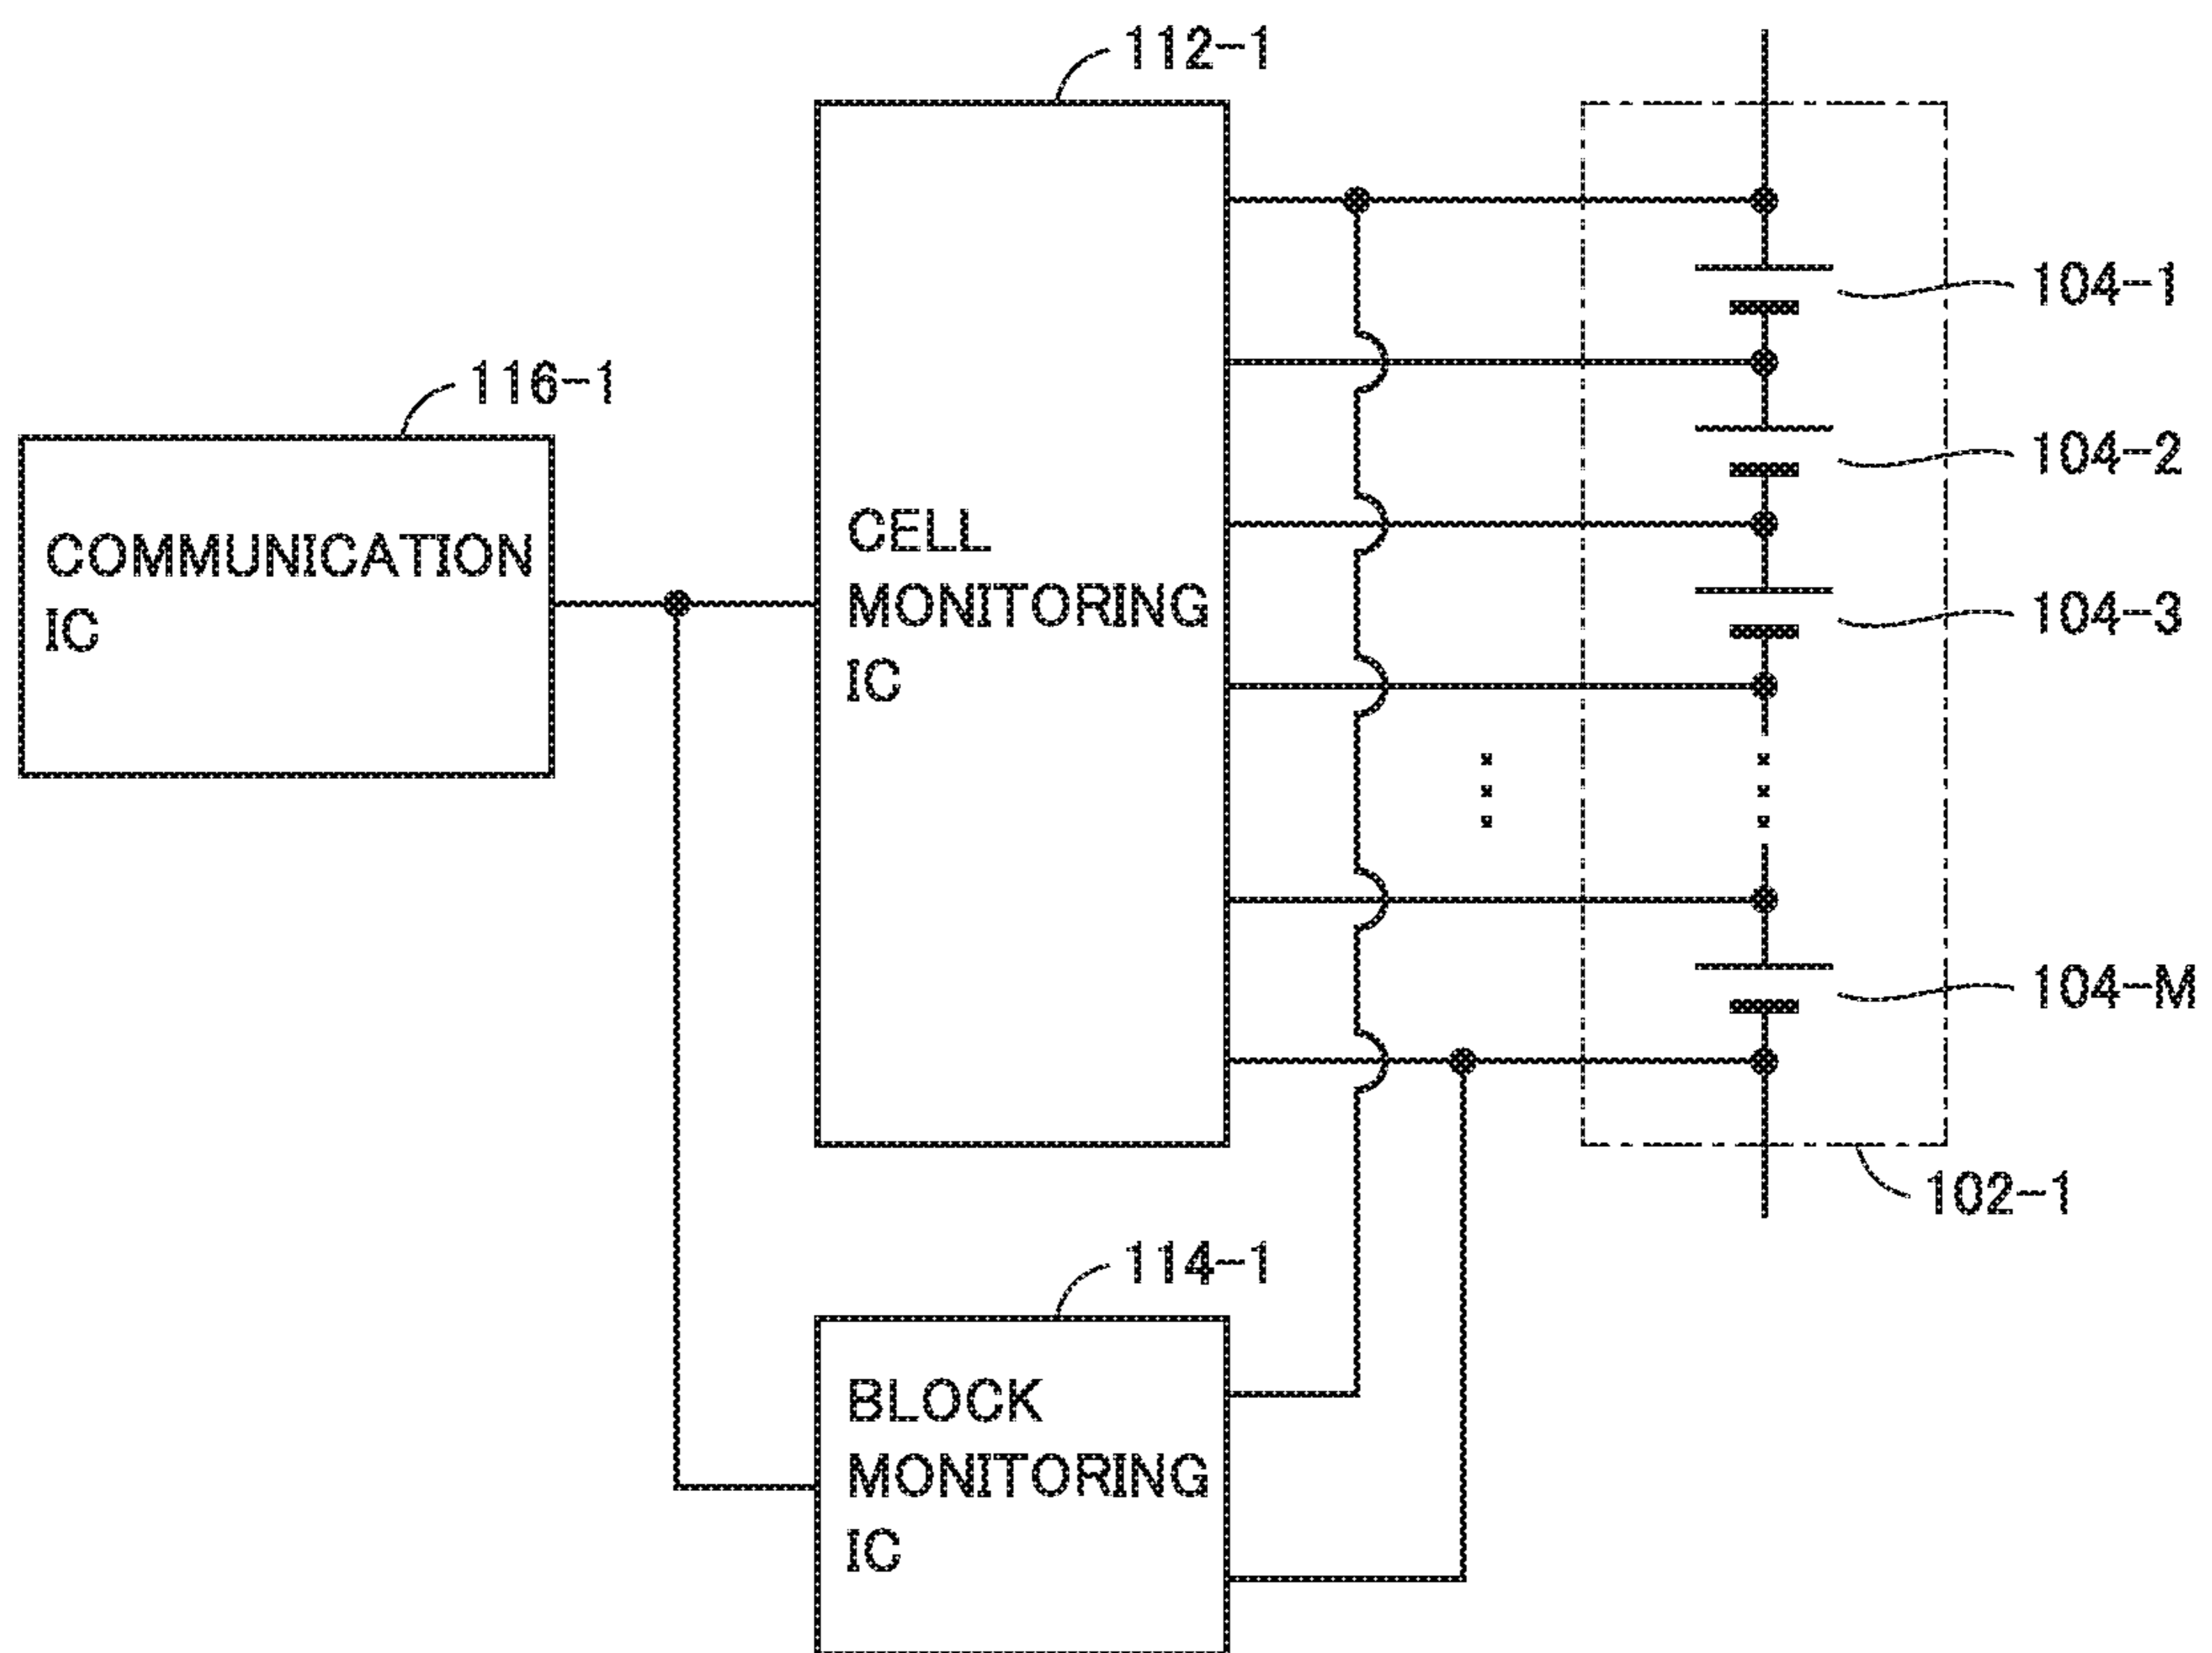 112-1
104-1
116-1
104-2
CELL
MONITORING
IC
COMMUNICATION
IC
104-3
104-M
102-1
114-1
BLOCK
MONITORING
IC